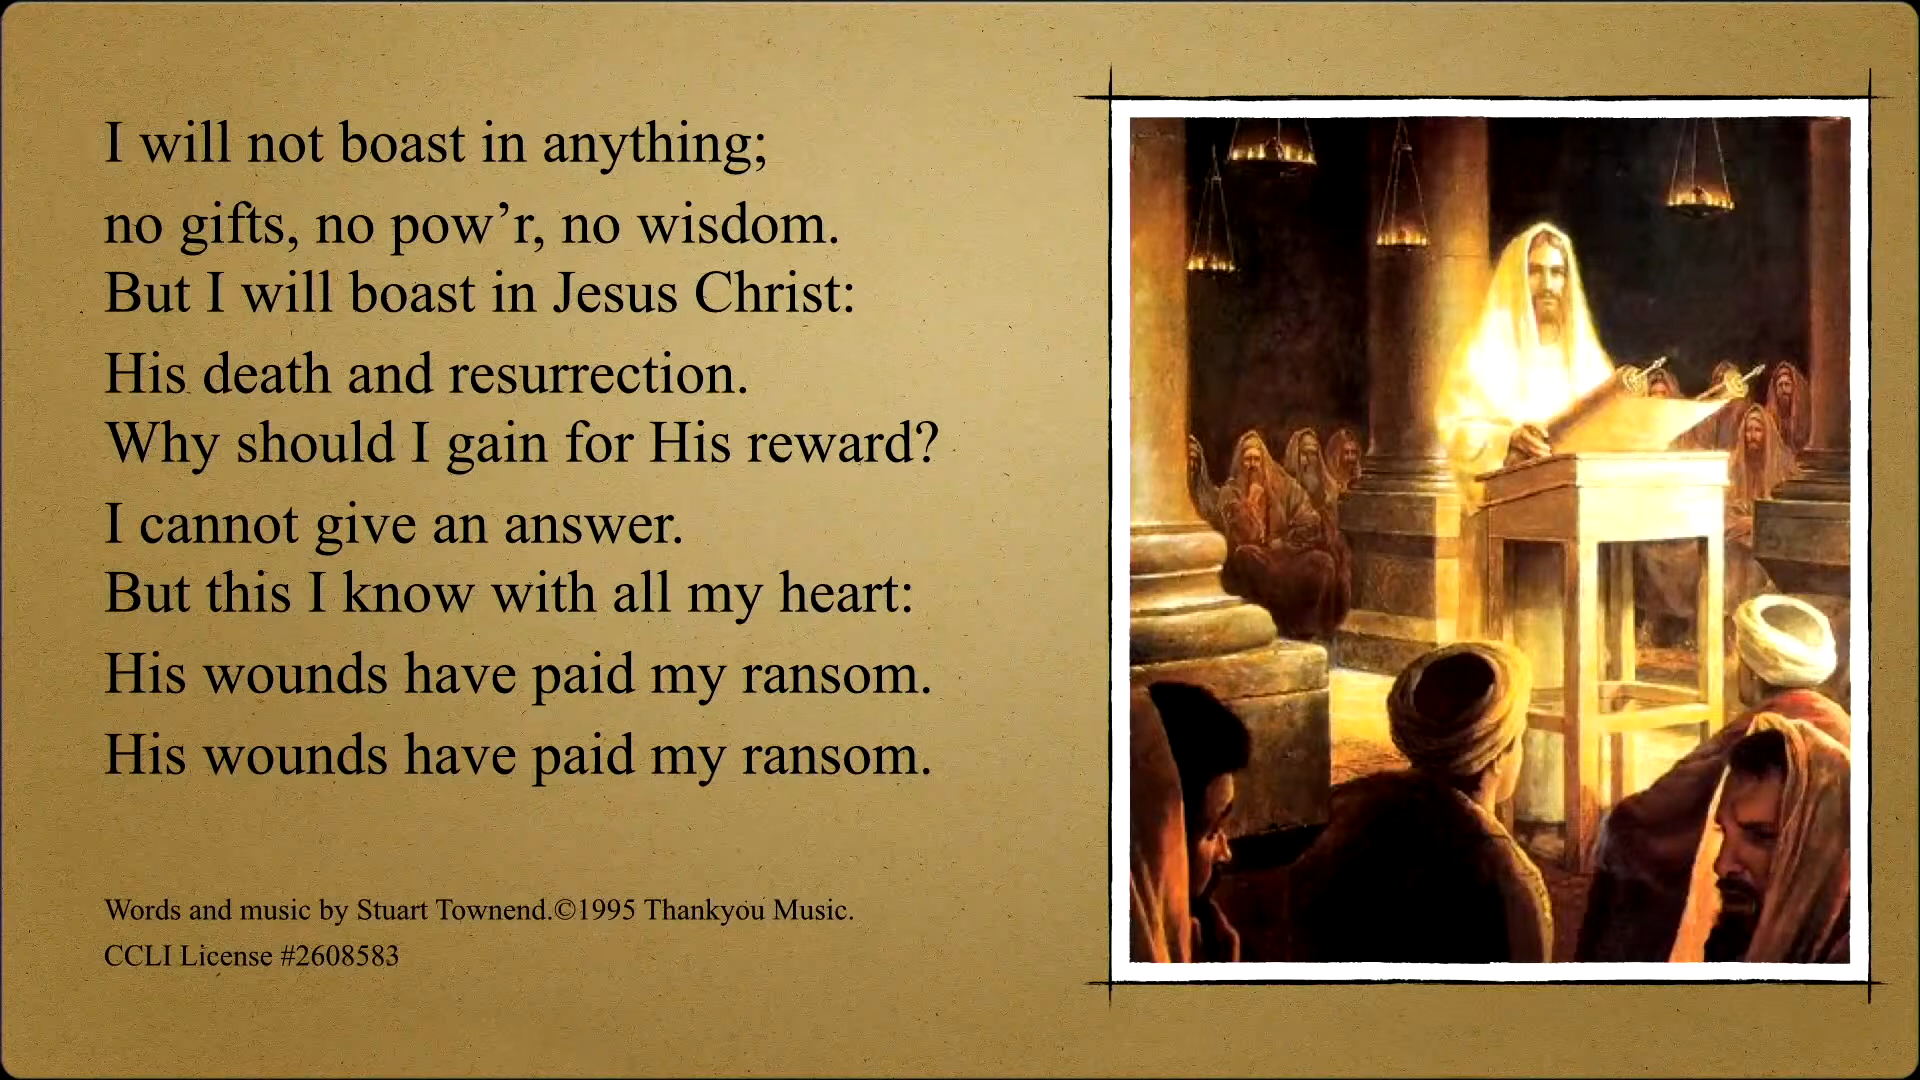 I will not boast in anything;
no gifts, no pow’r, no wisdom.
But I will boast in Jesus Christ:
His death and resurrection.
Why should I gain for His reward?
I cannot give an answer.
But this I know with all my heart:
His wounds have paid my ransom.
His wounds have paid my ransom.
Words and music by Stuart Townend.©1995 Thankyou Music.
CCLI License #2608583